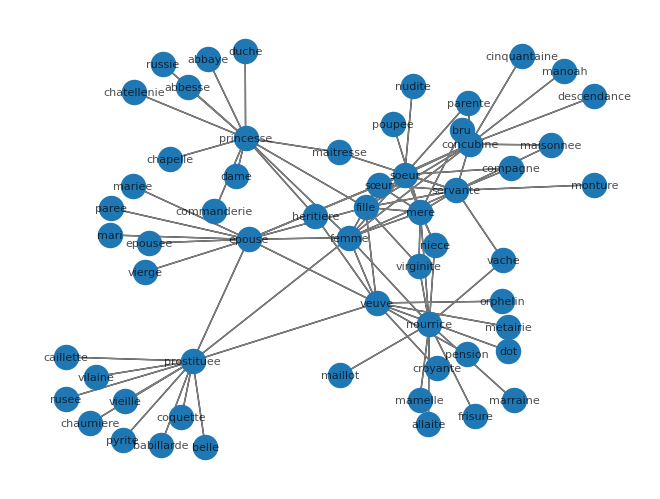 duche
cinquantaine
abbaye
russie
manoah
abbesse
nudite
chatellenie
descendance
parente
poupee
bru
princesse
concubine
maisonnee
maitresse
chapelle
compagne
soeur
dame
mariee
sœur
servante
monture
paree
fille
commanderie
mere
heritiere
mari
epouse
femme
epousee
niece
vache
virginite
vierge
orphelin
veuve
nourrice
metairie
dot
pension
caillette
prostituee
croyante
maillot
vilaine
rusee
vieille
mamelle
marraine
coquette
frisure
chaumiere
allaite
pyrite
babillarde
belle